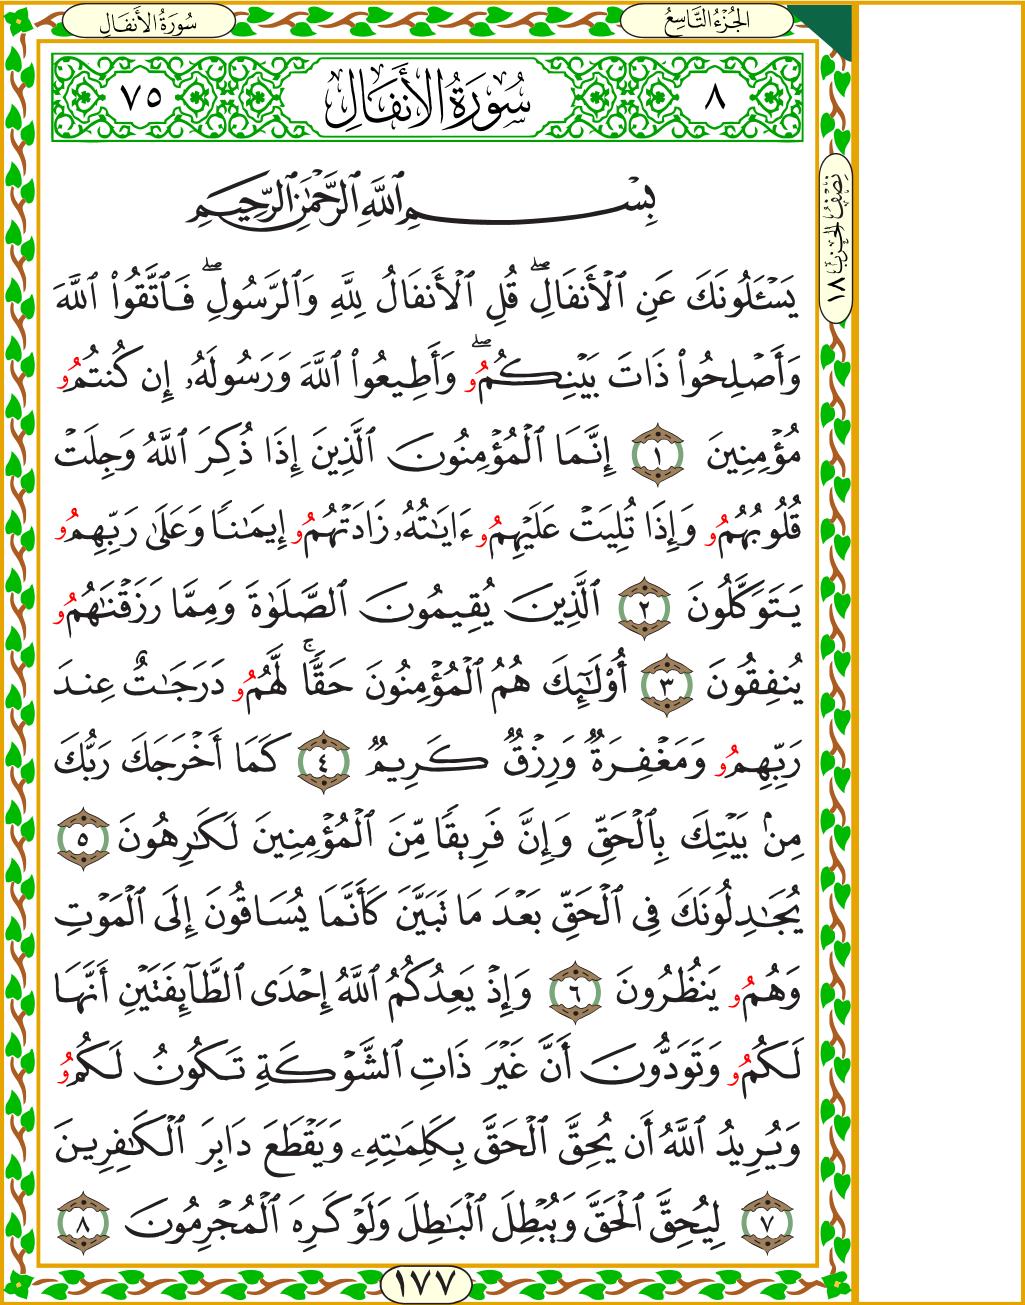 سُورَةُ الأَنفَالِ
الجُزْءُ التَّاسِعُ
٨ سُورَةُ الأَنفَالِ ٧٥
نِصْفُ الحِزْبِ ١٨
بِسْمِ ٱللَّهِ ٱلرَّحْمَٰنِ ٱلرَّحِيمِ
يَسْـَٔلُونَكَ عَنِ ٱلْأَنفَالِۖ قُلِ ٱلْأَنفَالُ لِلَّهِ وَٱلرَّسُولِۖ فَٱتَّقُوا۟ ٱللَّهَ
وَأَصْلِحُوا۟ ذَاتَ بَيْنِكُمُۥۖ وَأَطِيعُوا۟ ٱللَّهَ وَرَسُولَهُۥ إِن كُنتُمُۥ
مُؤْمِنِينَ ١ إِنَّمَا ٱلْمُؤْمِنُونَ ٱلَّذِينَ إِذَا ذُكِرَ ٱللَّهُ وَجِلَتْ
قُلُوبُهُمُۥ وَإِذَا تُلِيَتْ عَلَيْهِمُۥ ءَايَٰتُهُۥ زَادَتْهُمُۥ إِيمَٰنًا وَعَلَىٰ رَبِّهِمُۥ
يَتَوَكَّلُونَ ٢ ٱلَّذِينَ يُقِيمُونَ ٱلصَّلَوٰةَ وَمِمَّا رَزَقْنَٰهُمُۥ
يُنفِقُونَ ٣ أُو۟لَٰٓئِكَ هُمُ ٱلْمُؤْمِنُونَ حَقًّاۚ لَّهُمُۥ دَرَجَٰتٌ عِندَ
رَبِّهِمُۥ وَمَغْفِرَةٌ وَرِزْقٌ كَرِيمٌ ٤ كَمَا أَخْرَجَكَ رَبُّكَ
مِنۢ بَيْتِكَ بِٱلْحَقِّ وَإِنَّ فَرِيقًا مِّنَ ٱلْمُؤْمِنِينَ لَكَٰرِهُونَ ٥
يُجَٰدِلُونَكَ فِى ٱلْحَقِّ بَعْدَ مَا تَبَيَّنَ كَأَنَّمَا يُسَاقُونَ إِلَى ٱلْمَوْتِ
وَهُمُۥ يَنظُرُونَ ٦ وَإِذْ يَعِدُكُمُ ٱللَّهُ إِحْدَى ٱلطَّآئِفَتَيْنِ أَنَّهَا
لَكُمُۥ وَتَوَدُّونَ أَنَّ غَيْرَ ذَاتِ ٱلشَّوْكَةِ تَكُونُ لَكُمُۥ
وَيُرِيدُ ٱللَّهُ أَن يُحِقَّ ٱلْحَقَّ بِكَلِمَٰتِهِۦ وَيَقْطَعَ دَابِرَ ٱلْكَٰفِرِينَ
٧ لِيُحِقَّ ٱلْحَقَّ وَيُبْطِلَ ٱلْبَٰطِلَ وَلَوْ كَرِهَ ٱلْمُجْرِمُونَ ٨
١٧٧